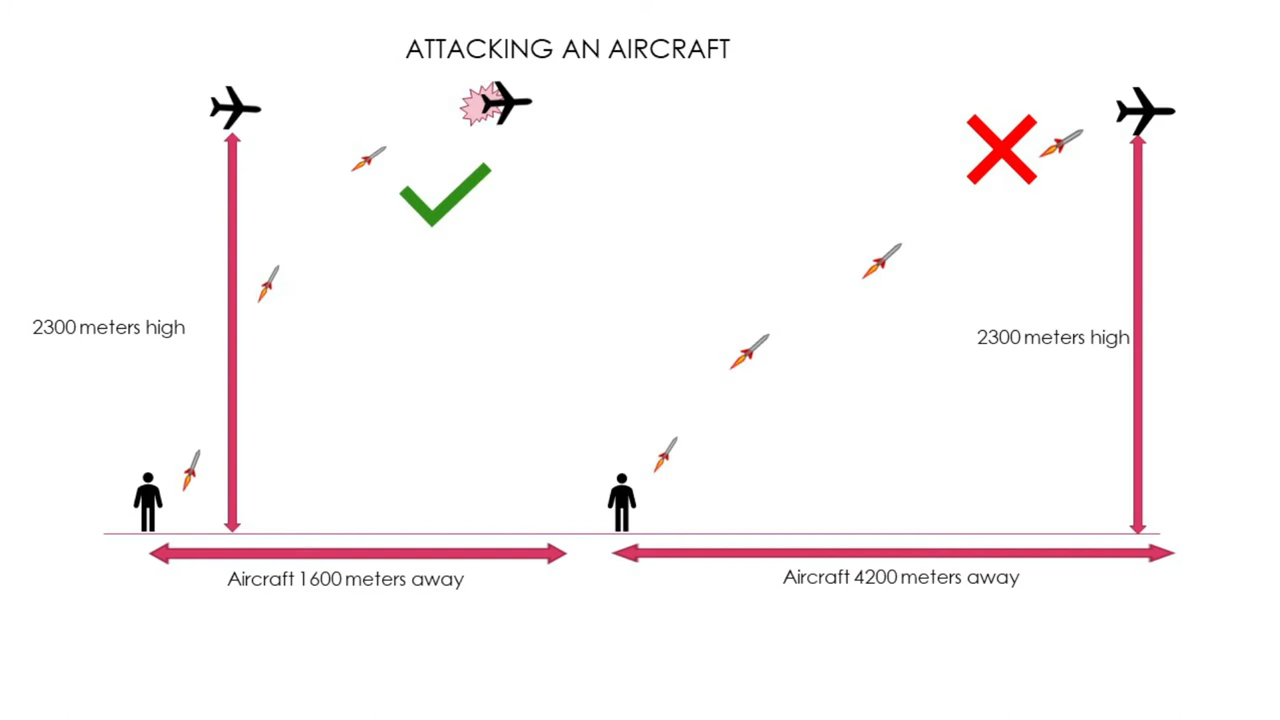 ATTACKING AN AIRCRAFT
2300 meters high
2300 meters high
Aircraft 1600 meters away
Aircraft 4200 meters away